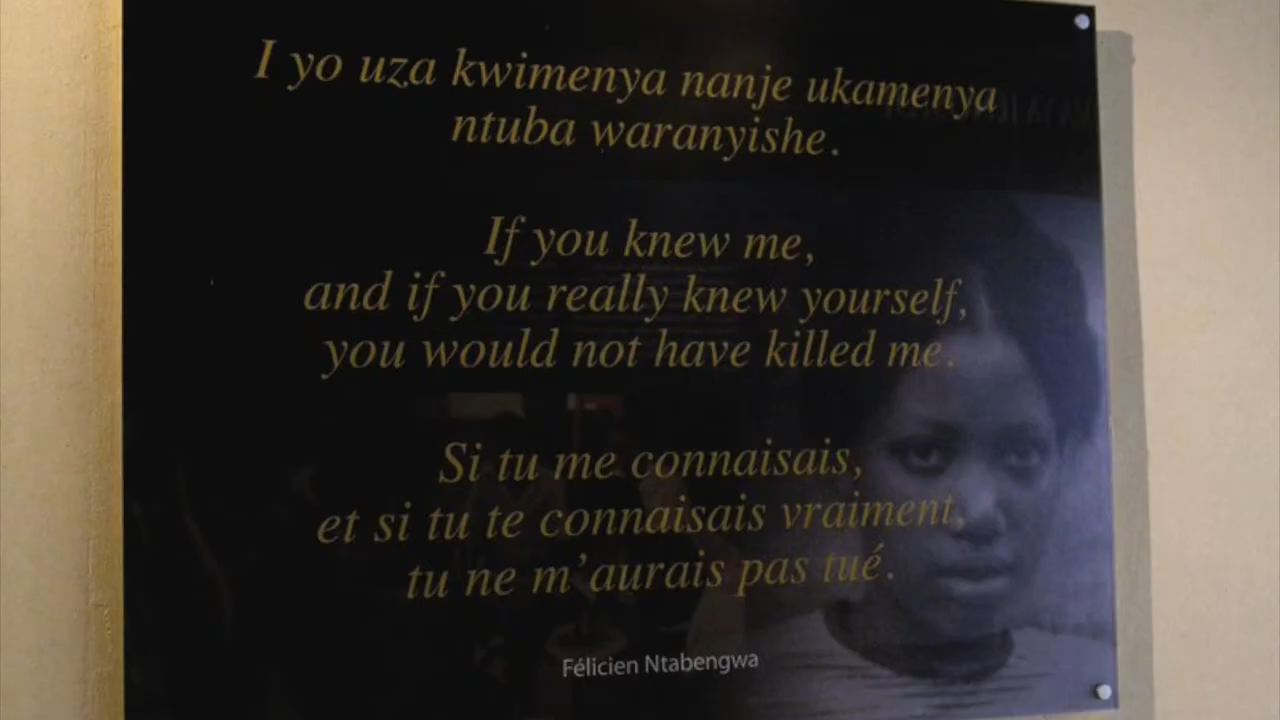 I yo uza kwimenya nanje ukamenya
ntuba waranyishe.
If you knew me,
and if you really knew yourself,
you would not have killed me.
Si tu me connaisais,
et si tu te connaisais vraiment,
tu ne m'aurais pas tué.
Félicien Ntabengwa